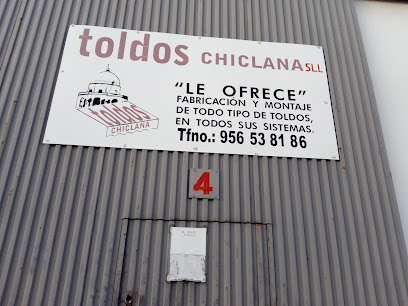 toldos CHICLANA SLL
toldos
CHICLANA
"LE OFRECE"
FABRICACIÓN Y MONTAJE
DE TODO TIPO DE TOLDOS,
EN TODOS SUS SISTEMAS.
Tfno.: 956 53 81 86
4